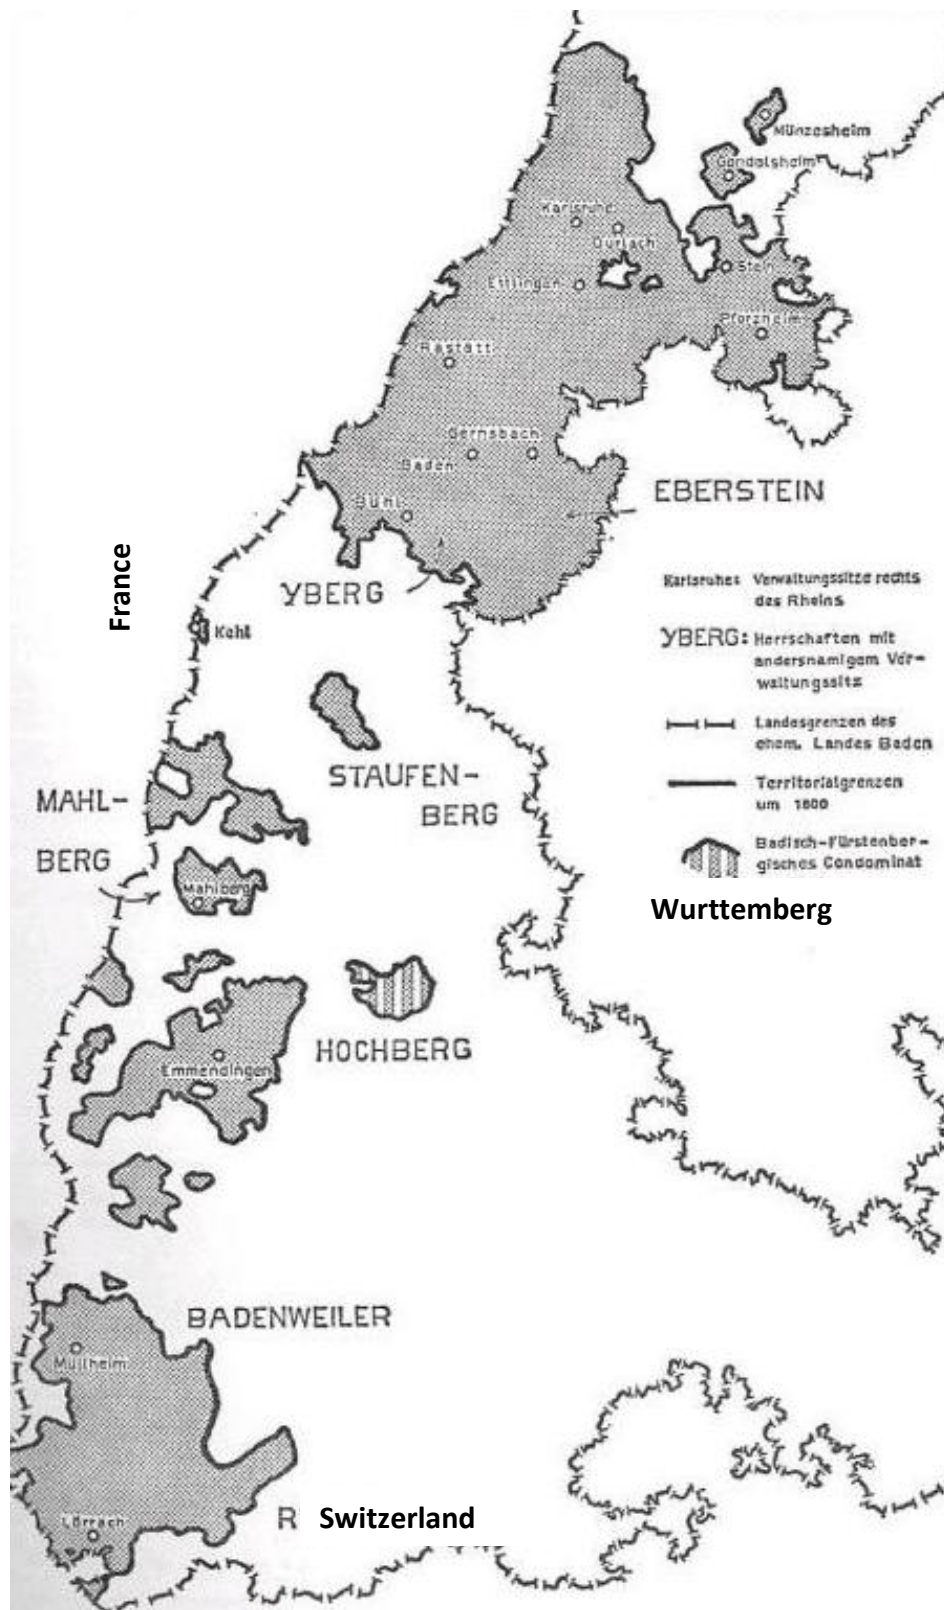 Münzesheim
Gondelsheim
Karlsruhe
Durlach
Stein
Ettlingen
Pforzheim
Rastatt
Gernsbach
Baden
EBERSTEIN
Bühl
France
YBERG
Kehl
Karlsruhe: Verwaltungssitze rechts
des Rheins
YBERG: Herrschaften mit
andersnamigem Ver-
waltungssitz
Landesgrenzen des
ehem. Landes Baden
Territorialgrenzen
um 1800
Badisch-Fürstenber-
gisches Condominat
STAUFEN-
BERG
MAHL-
BERG
Mahlberg
Wurttemberg
HOCHBERG
Emmendingen
BADENWEILER
Müllheim
Lörrach
R Switzerland